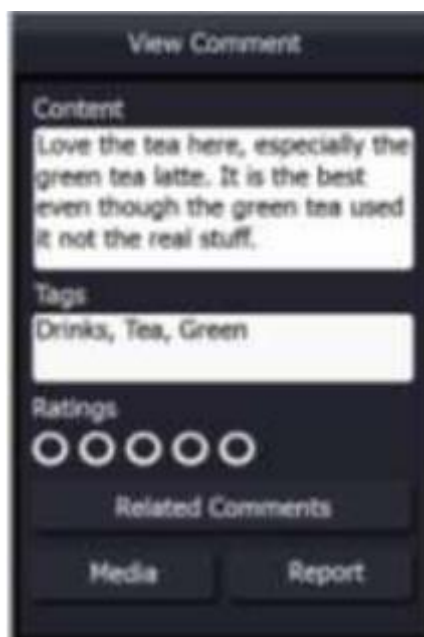 View Comment
Content
Love the tea here, especially the
green tea latte. It is the best
even though the green tea used
it not the real stuff.
Tags
Drinks, Tea, Green
Ratings
Related Comments
Media Report